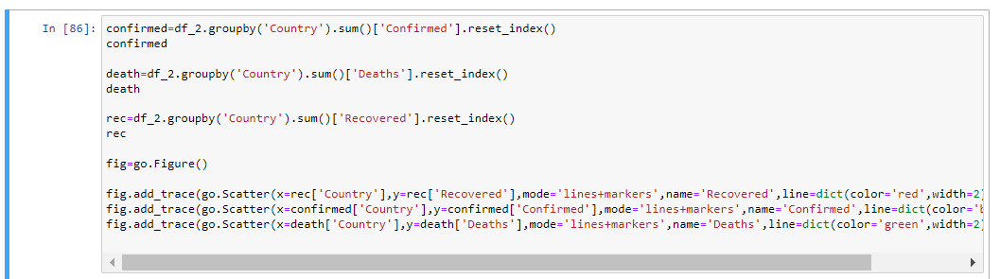 In [86]:
confirmed=df_2.groupby('Country').sum()['Confirmed'].reset_index()
confirmed
death=df_2.groupby('Country').sum()['Deaths'].reset_index()
death
rec=df_2.groupby('Country').sum()['Recovered'].reset_index()
rec
fig=go.Figure()
fig.add_trace(go.Scatter(x=rec['Country'],y=rec['Recovered'],mode='lines+markers',name='Recovered',line=dict(color='red',width=2)
fig.add_trace(go.Scatter(x=confirmed['Country'],y=confirmed['Confirmed'],mode='lines+markers',name='Confirmed',line=dict(color='
fig.add_trace(go.Scatter(x=death['Country'],y=death['Deaths'],mode='lines+markers',name='Deaths',line=dict(color='green',width=2)